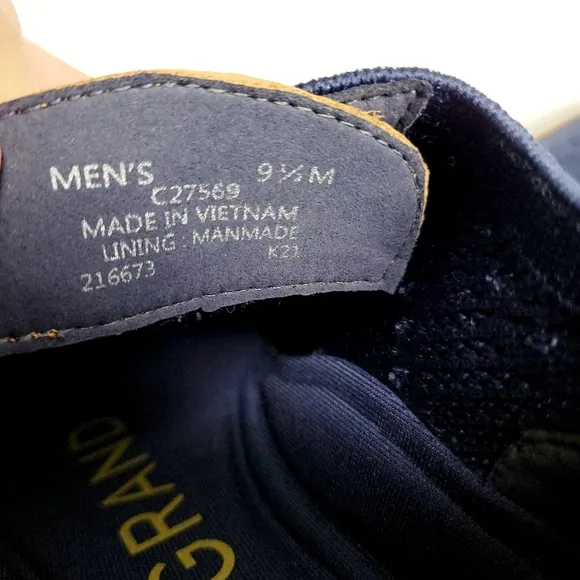 MEN'S 9 ½ M
C27569
MADE IN VIETNAM
LINING : MANMADE
216673 K21
GRAND